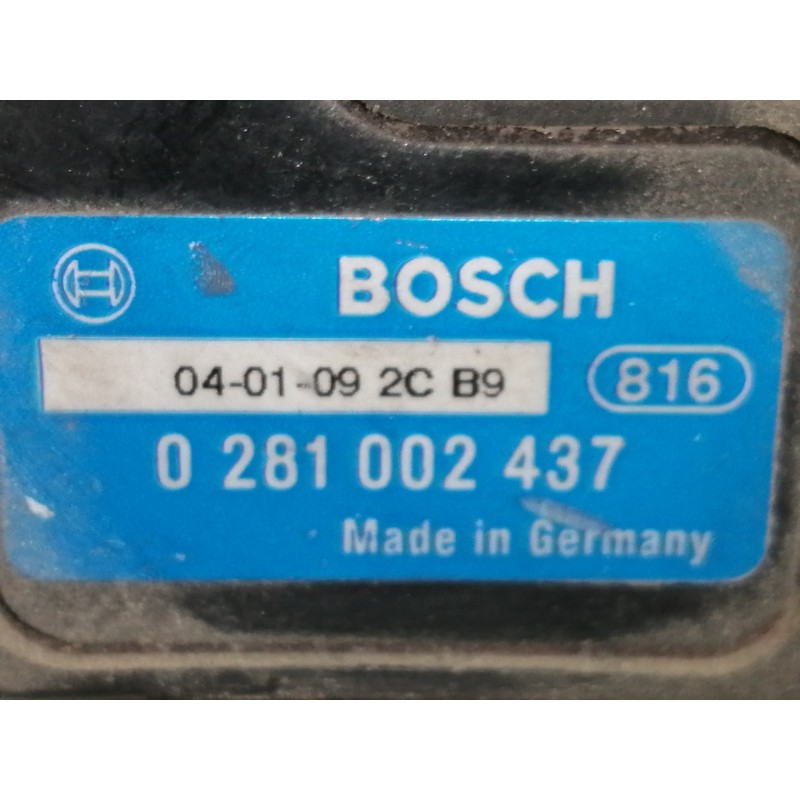 BOSCH
04-01-09 2C B9
816
0 281 002 437
Made in Germany